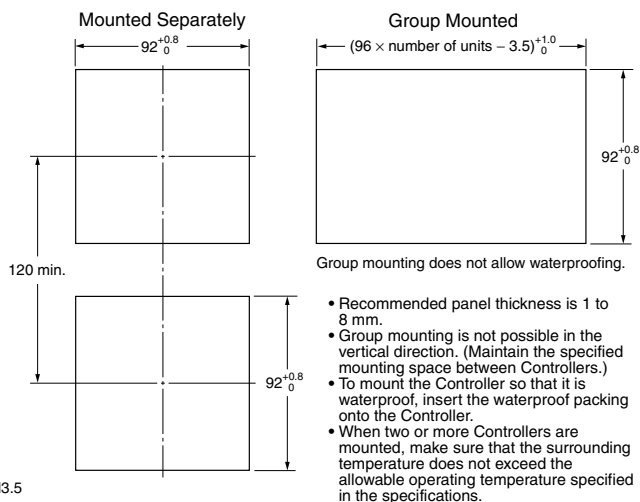 Mounted Separately
92 +0.8 0
120 min.
92 +0.8 0
Group Mounted
(96 × number of units – 3.5) +1.0 0
92 +0.8 0
Group mounting does not allow waterproofing.
• Recommended panel thickness is 1 to
8 mm.
• Group mounting is not possible in the
vertical direction. (Maintain the specified
mounting space between Controllers.)
• To mount the Controller so that it is
waterproof, insert the waterproof packing
onto the Controller.
• When two or more Controllers are
mounted, make sure that the surrounding
temperature does not exceed the
allowable operating temperature specified
in the specifications.
3.5